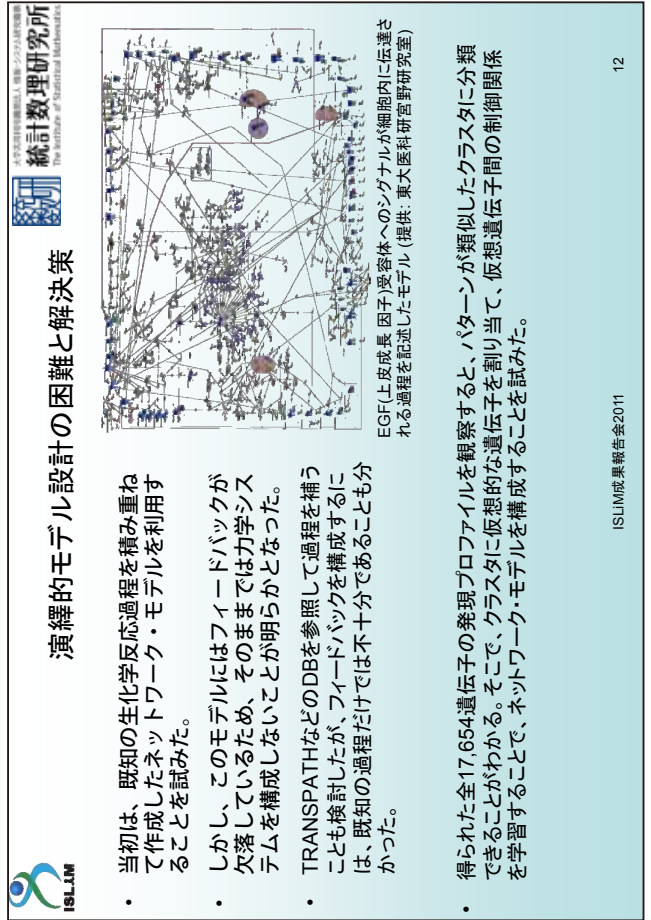 ISLiM
演繹的モデル設計の困難と解決策
大学共同利用機関法人 情報・システム研究機構
統計数理研究所
The Institute of Statistical Mathematics
• 当初は、既知の生化学反応過程を積み重ね
て作成したネットワーク・モデルを利用す
ることを試みた。
• しかし、このモデルにはフィードバックが
欠落しているため、そのままでは力学シス
テムを構成しないことが明らかとなった。
• TRANSPATHなどのDBを参照して過程を補う
ことも検討したが、フィードバックを構成するに
は、既知の過程だけでは不十分であることも分
かった。
EGF(上皮成長 因子)受容体へのシグナルが細胞内に伝達さ
れる過程を記述したモデル (提供: 東大医科研宮野研究室)
• 得られた全17,654遺伝子の発現プロファイルを観察すると、パターンが類似したクラスタに分類
できることがわかる。そこで、クラスタに仮想的な遺伝子を割り当て、仮想遺伝子間の制御関係
を学習することで、ネットワーク・モデルを構成することを試みた。
ISLiM成果報告会2011
12